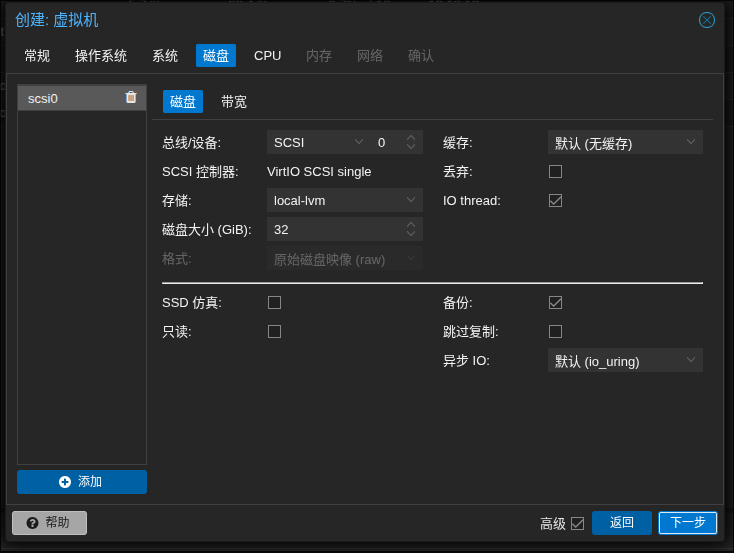 创建: 虚拟机
常规 操作系统 系统 磁盘 CPU 内存 网络 确认
scsi0
磁盘 带宽
总线/设备: SCSI 0 缓存: 默认 (无缓存)
SCSI 控制器: VirtIO SCSI single 丢弃:
存储: local-lvm IO thread:
磁盘大小 (GiB): 32
格式: 原始磁盘映像 (raw)
SSD 仿真: 备份:
只读: 跳过复制:
异步 IO: 默认 (io_uring)
添加
帮助 高级 返回 下一步